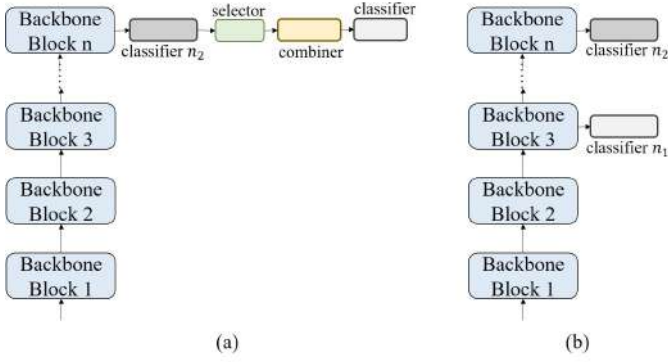 Backbone
Block n
classifier n₂
selector
combiner
classifier
Backbone
Block 3
Backbone
Block 2
Backbone
Block 1
(a)
Backbone
Block n
classifier n₂
Backbone
Block 3
classifier n₁
Backbone
Block 2
Backbone
Block 1
(b)